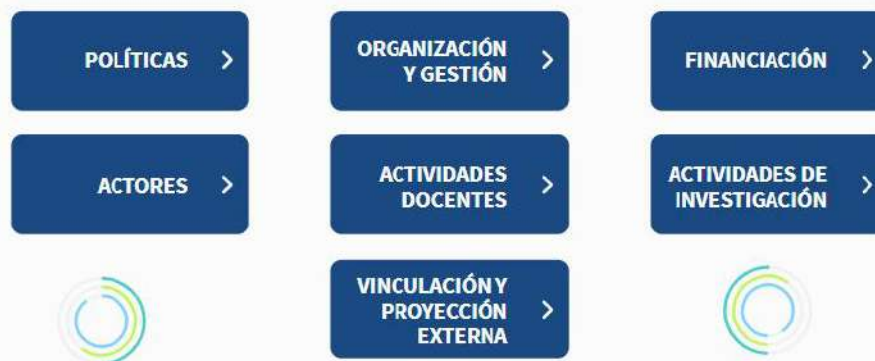 POLÍTICAS
ORGANIZACIÓN
Y GESTIÓN
FINANCIACIÓN
ACTORES
ACTIVIDADES
DOCENTES
ACTIVIDADES DE
INVESTIGACIÓN
VINCULACIÓN Y
PROYECCIÓN
EXTERNA